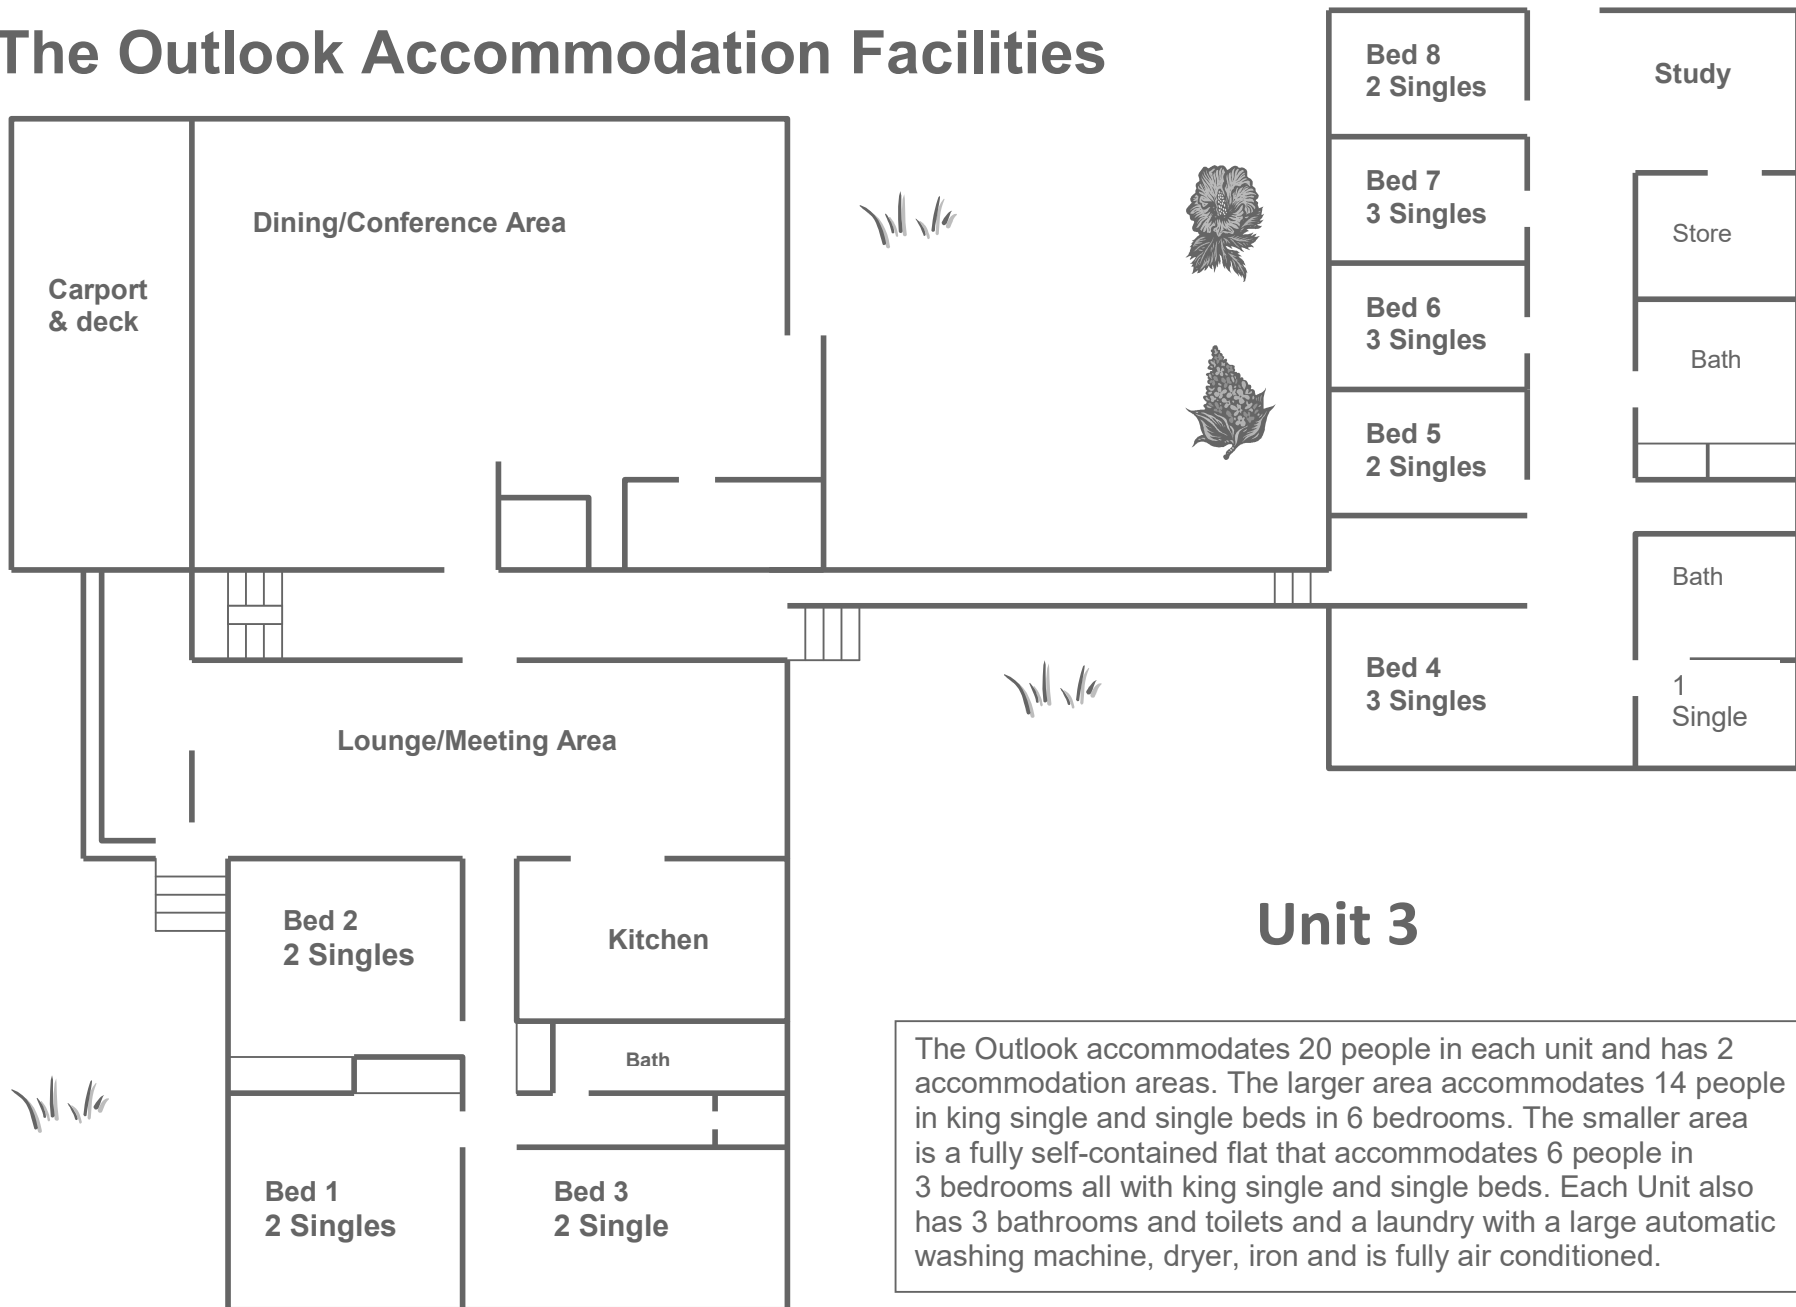 The Outlook Accommodation Facilities
Bed 8
2 Singles
Study
Bed 7
3 Singles
Dining/Conference Area
Store
Carport
& deck
Bed 6
3 Singles
Bath
Bed 5
2 Singles
Bath
Bed 4
3 Singles
1
Single
Lounge/Meeting Area
Bed 2
2 Singles
Kitchen
Unit 3
Bath
Bed 1
2 Singles
Bed 3
2 Single
The Outlook accommodates 20 people in each unit and has 2
accommodation areas. The larger area accommodates 14 people
in king single and single beds in 6 bedrooms. The smaller area
is a fully self-contained flat that accommodates 6 people in
3 bedrooms all with king single and single beds. Each Unit also
has 3 bathrooms and toilets and a laundry with a large automatic
washing machine, dryer, iron and is fully air conditioned.